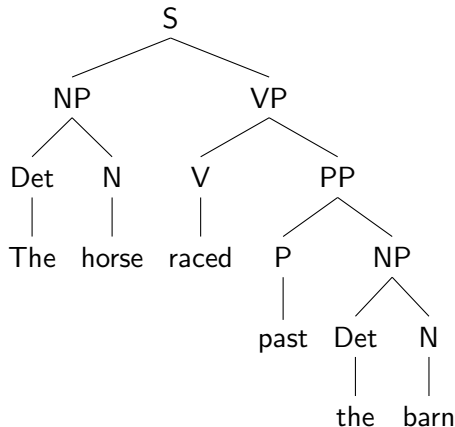 S
NP VP
Det N V PP
The horse raced P NP
past Det N
the barn